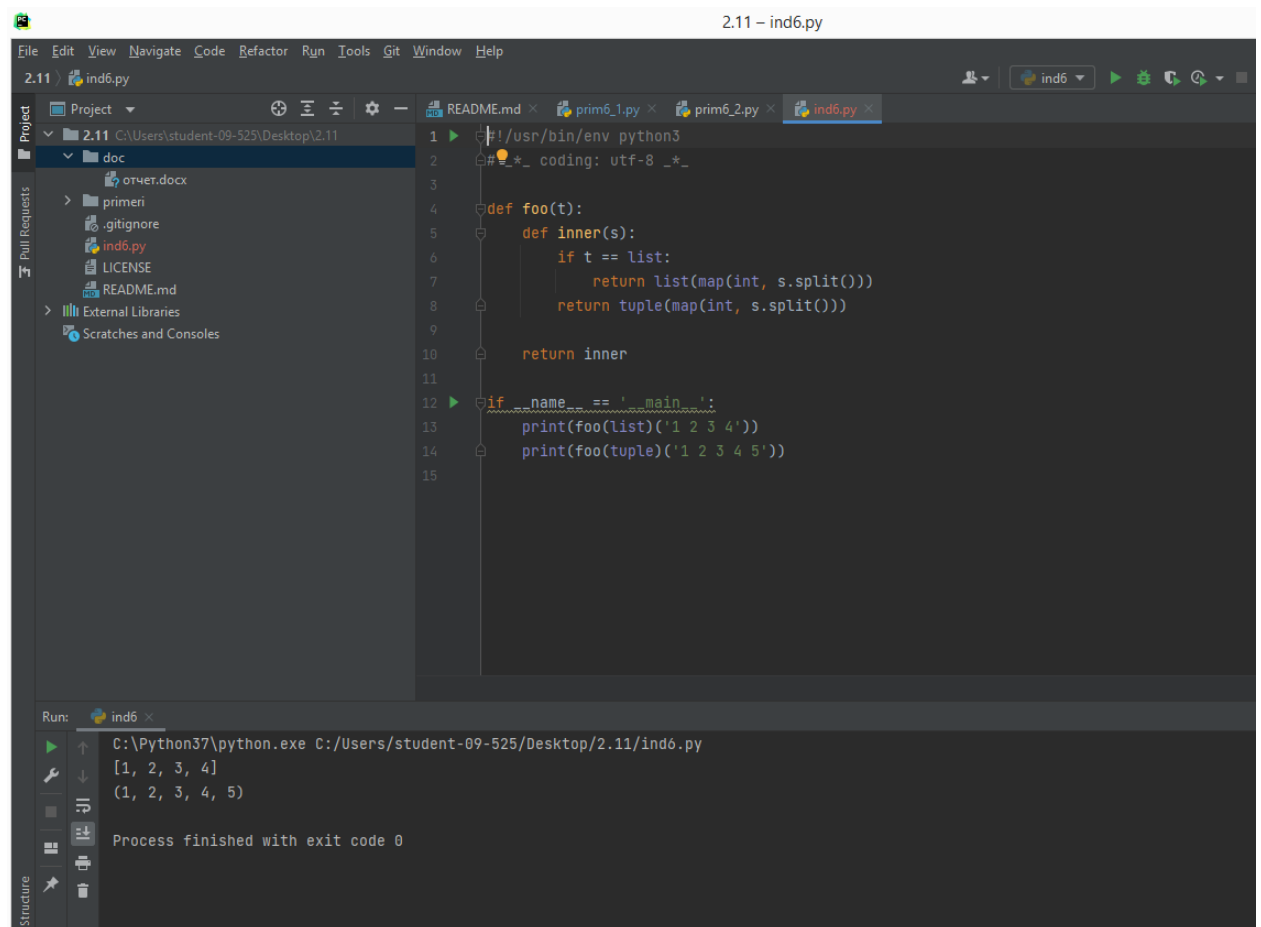 PC
2.11 – ind6.py
File Edit View Navigate Code Refactor Run Tools Git Window Help
2.11 ind6.py
ind6
Project
Project
README.md prim6_1.py prim6_2.py ind6.py
2.11 C:\Users\student-09-525\Desktop\2.11
doc
отчет.docx
primeri
.gitignore
ind6.py
LICENSE
README.md
External Libraries
Scratches and Consoles
Pull Requests
1 #!/usr/bin/env python3
2 #_*_ coding: utf-8 _*_
3
4 def foo(t):
5 def inner(s):
6 if t == list:
7 return list(map(int, s.split()))
8 return tuple(map(int, s.split()))
9
10 return inner
11
12 if __name__ == '__main__':
13 print(foo(list)('1 2 3 4'))
14 print(foo(tuple)('1 2 3 4 5'))
15
Run: ind6
C:\Python37\python.exe C:/Users/student-09-525/Desktop/2.11/ind6.py
[1, 2, 3, 4]
(1, 2, 3, 4, 5)
Process finished with exit code 0
Structure